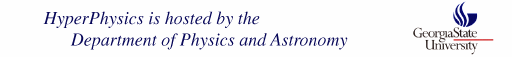 HyperPhysics is hosted by the
Department of Physics and Astronomy
GeorgiaState
University